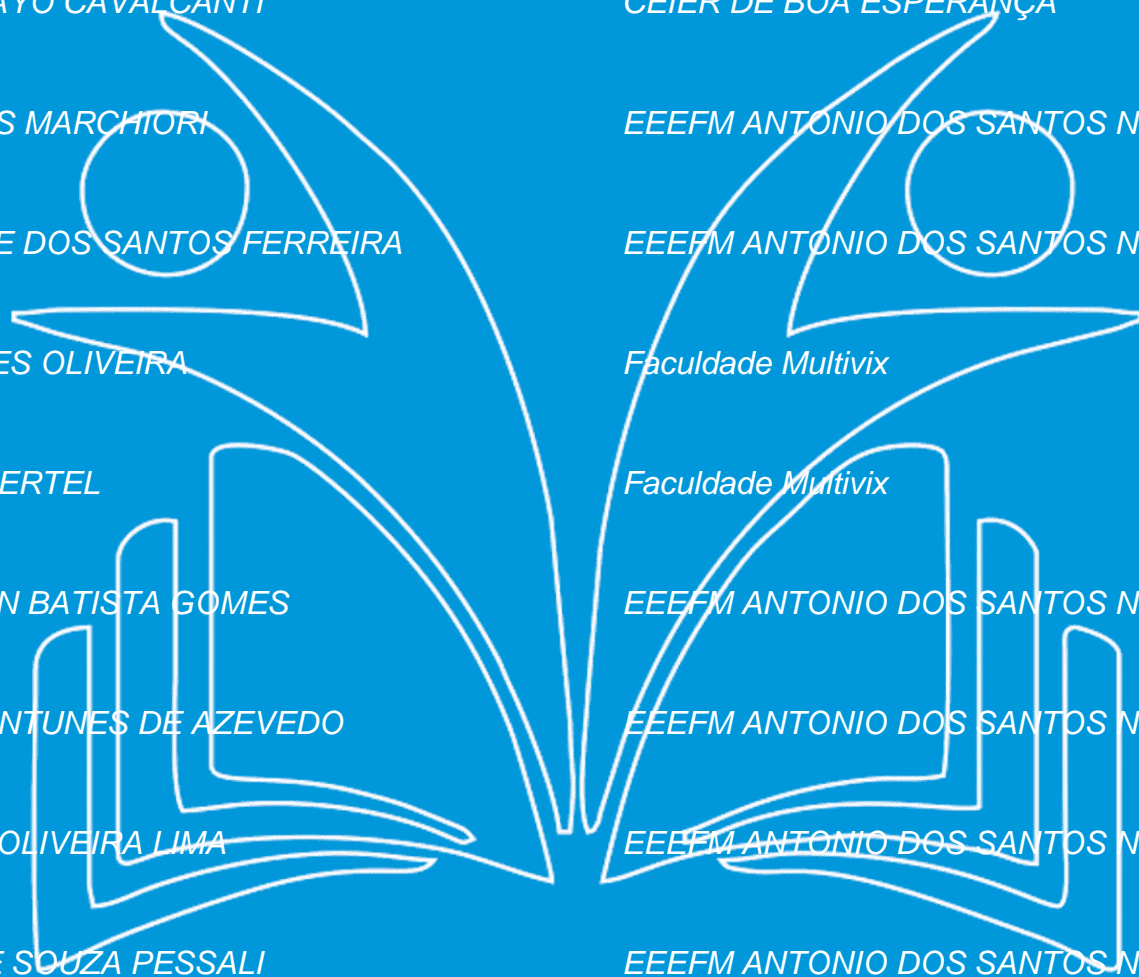 AYO CAVALCANTI CEIER DE BOA ESPERANÇA
S MARCHIORI EEEFM ANTONIO DOS SANTOS N
E DOS SANTOS FERREIRA EEEFM ANTONIO DOS SANTOS N
ES OLIVEIRA Faculdade Multivix
ERTEL Faculdade Multivix
N BATISTA GOMES EEEFM ANTONIO DOS SANTOS N
NTUNES DE AZEVEDO EEEFM ANTONIO DOS SANTOS N
OLIVEIRA LIMA EEEFM ANTONIO DOS SANTOS N
E SOUZA PESSALI EEEFM ANTONIO DOS SANTOS N